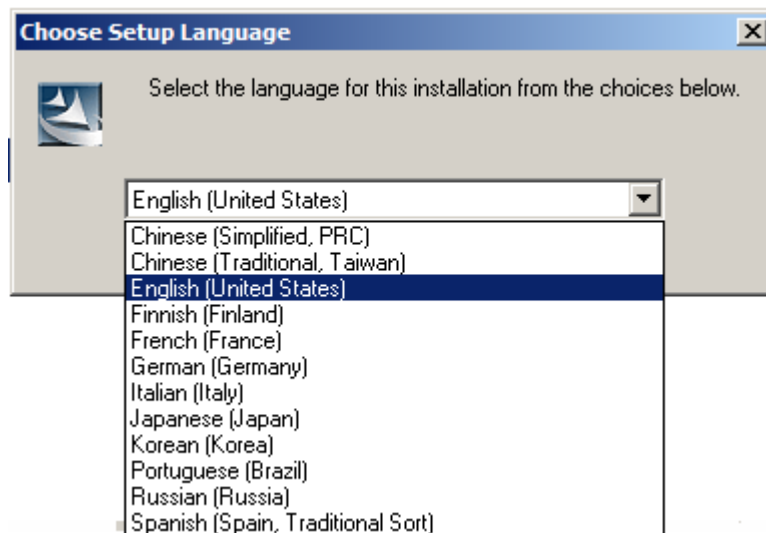 Choose Setup Language
Select the language for this installation from the choices below.
English (United States)
Chinese (Simplified, PRC)
Chinese (Traditional, Taiwan)
English (United States)
Finnish (Finland)
French (France)
German (Germany)
Italian (Italy)
Japanese (Japan)
Korean (Korea)
Portuguese (Brazil)
Russian (Russia)
Spanish (Spain, Traditional Sort)